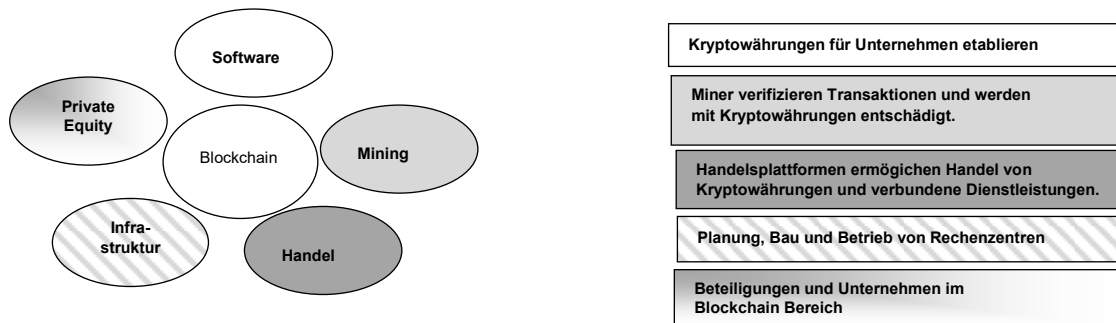 Software
Private
Equity
Blockchain
Mining
Infra-
struktur
Handel
Kryptowährungen für Unternehmen etablieren
Miner verifizieren Transaktionen und werden
mit Kryptowährungen entschädigt.
Handelsplattformen ermögichen Handel von
Kryptowährungen und verbundene Dienstleistungen.
Planung, Bau und Betrieb von Rechenzentren
Beteiligungen und Unternehmen im
Blockchain Bereich